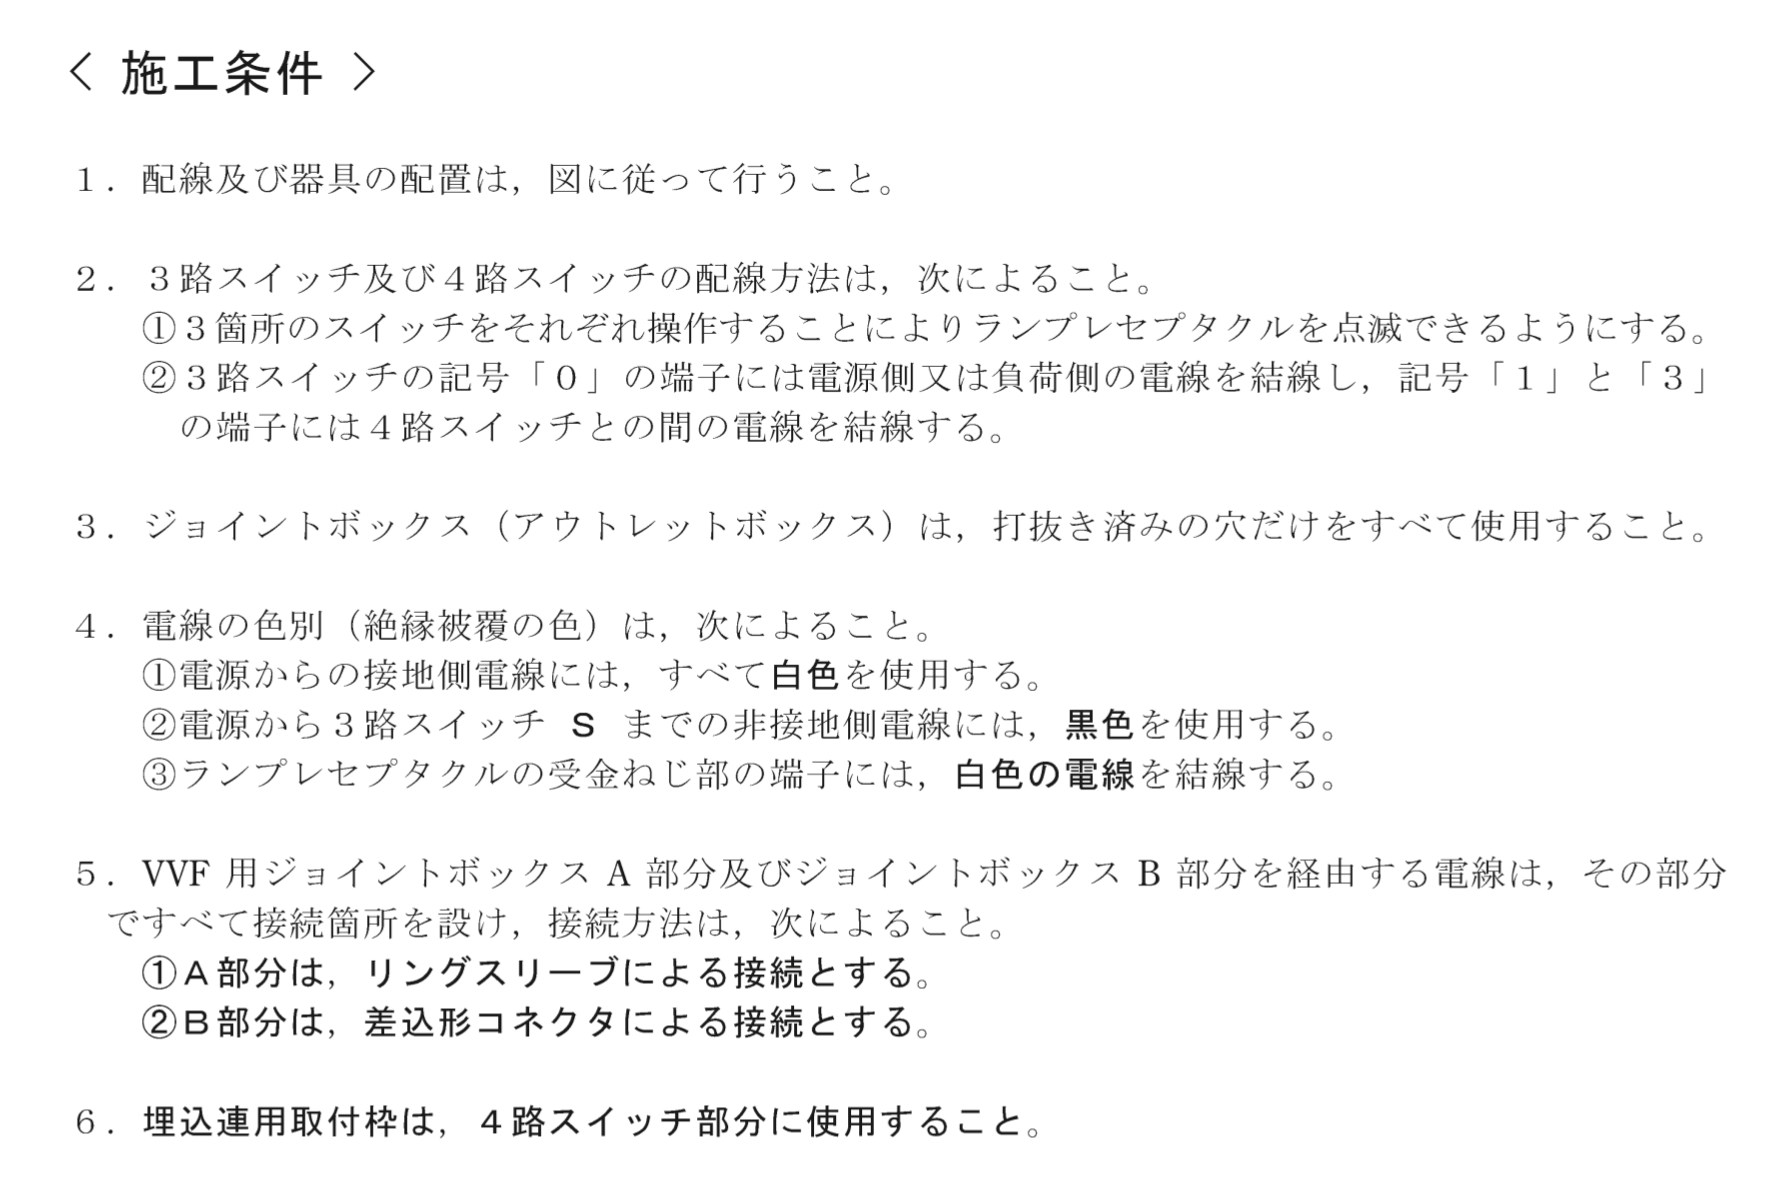 〈 施工条件 〉
１．配線及び器具の配置は，図に従って行うこと。
２．３路スイッチ及び４路スイッチの配線方法は，次によること。
①３箇所のスイッチをそれぞれ操作することによりランプレセプタクルを点滅できるようにする。
②３路スイッチの記号「０」の端子には電源側又は負荷側の電線を結線し，記号「１」と「３」
の端子には４路スイッチとの間の電線を結線する。
３．ジョイントボックス（アウトレットボックス）は，打抜き済みの穴だけをすべて使用すること。
４．電線の色別（絶縁被覆の色）は，次によること。
①電源からの接地側電線には，すべて白色を使用する。
②電源から３路スイッチ S までの非接地側電線には，黒色を使用する。
③ランプレセプタクルの受金ねじ部の端子には，白色の電線を結線する。
５．VVF 用ジョイントボックス A 部分及びジョイントボックス B 部分を経由する電線は，その部分
ですべて接続箇所を設け，接続方法は，次によること。
①Ａ部分は，リングスリーブによる接続とする。
②Ｂ部分は，差込形コネクタによる接続とする。
６．埋込連用取付枠は，４路スイッチ部分に使用すること。